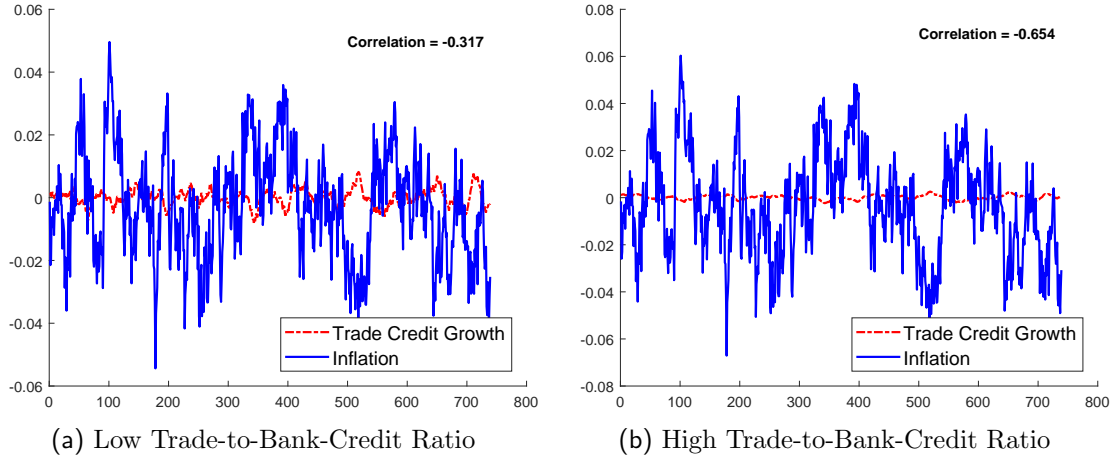 0.06
0.04
0.02
0
-0.02
-0.04
-0.06
0 100 200 300 400 500 600 700 800
Correlation = -0.317
Trade Credit Growth
Inflation
(a) Low Trade-to-Bank-Credit Ratio
0.08
0.06
0.04
0.02
0
-0.02
-0.04
-0.06
-0.08
0 100 200 300 400 500 600 700 800
Correlation = -0.654
Trade Credit Growth
Inflation
(b) High Trade-to-Bank-Credit Ratio